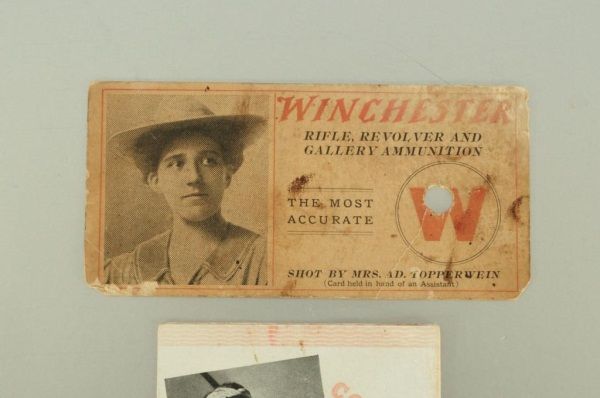 WINCHESTER
RIFLE, REVOLVER AND
GALLERY AMMUNITION
THE MOST
ACCURATE
W
SHOT BY MRS. AD. TOPPERWEIN
(Card held in hand of an Assistant)